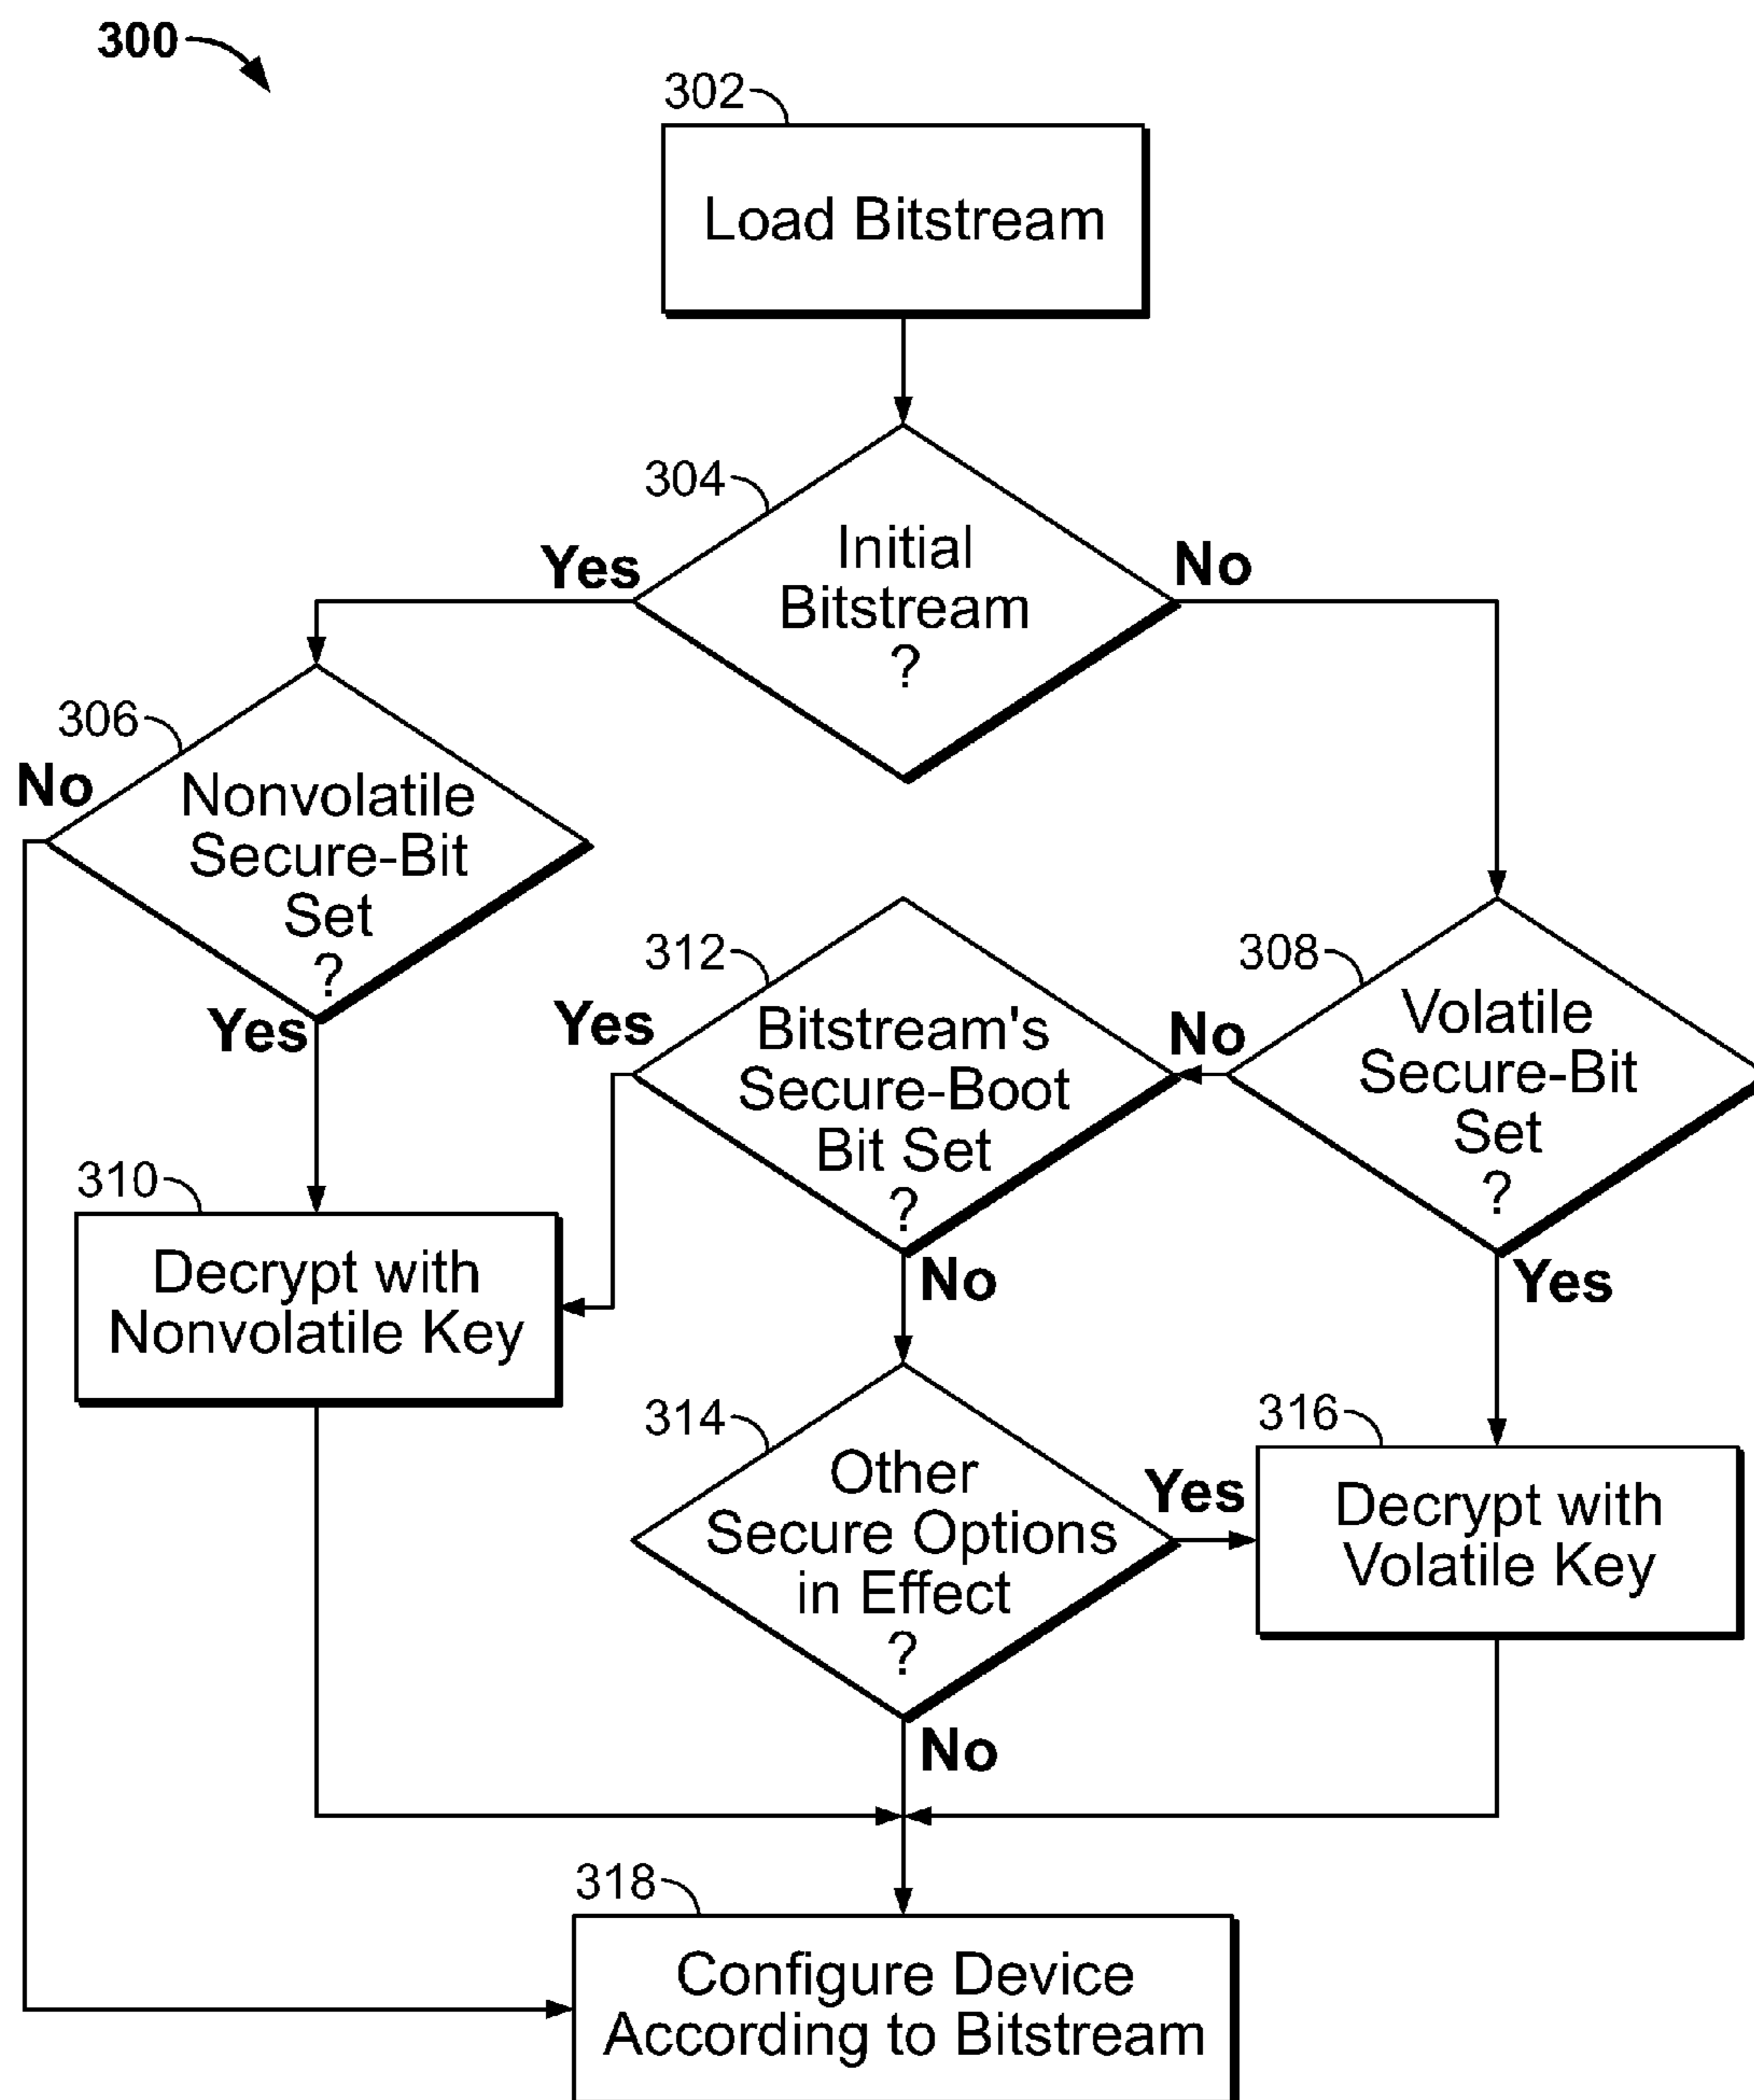 300
302
Load Bitstream
304
Initial
Bitstream
?
Yes
No
306
No
Nonvolatile
Secure-Bit
Set
?
Yes
312
Yes
Bitstream's
Secure-Boot
Bit Set
?
No
308
No
Volatile
Secure-Bit
Set
?
Yes
310
Decrypt with
Nonvolatile Key
314
Other
Secure Options
in Effect
?
Yes
No
316
Decrypt with
Volatile Key
318
Configure Device
According to Bitstream